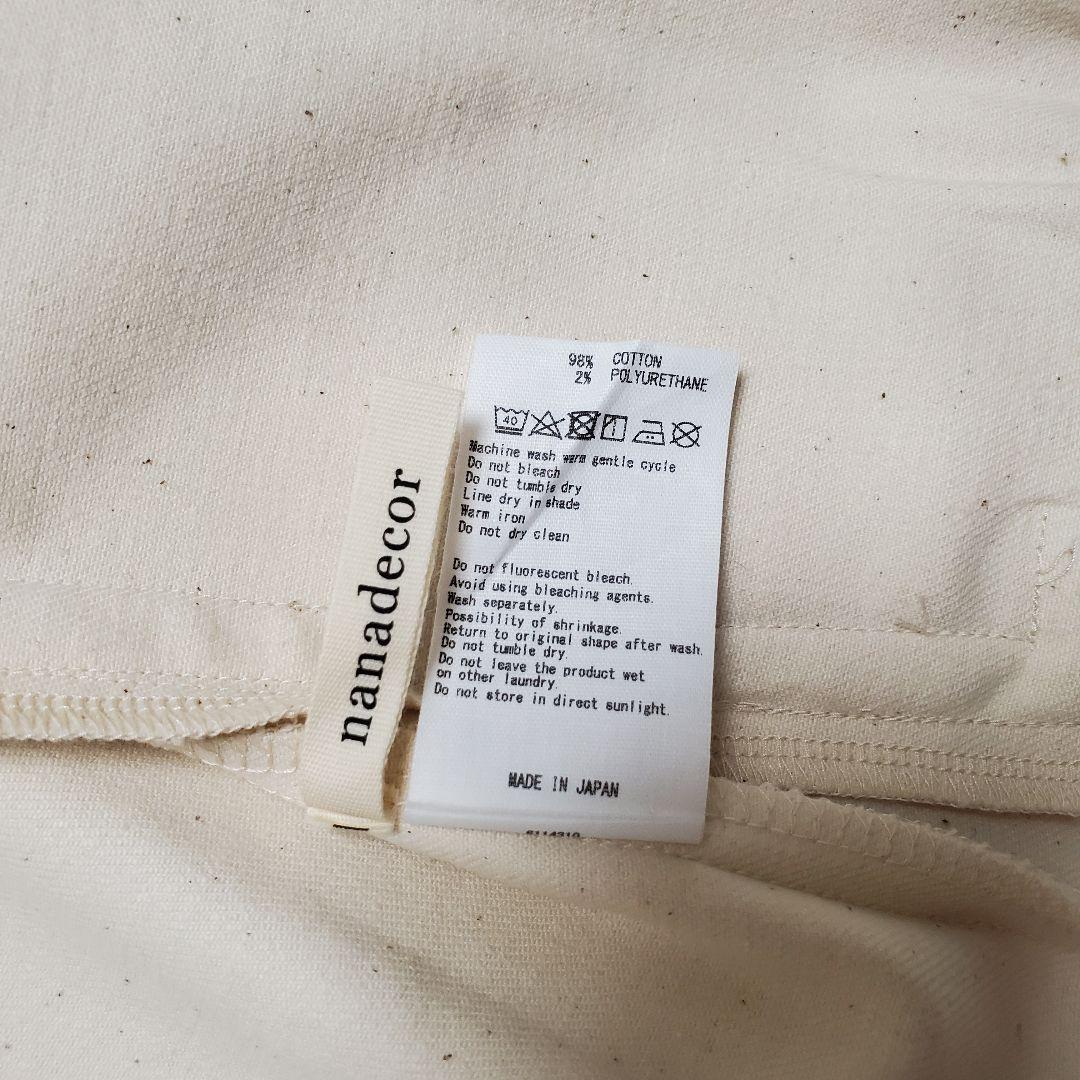 nanadecor
98% COTTON
2% POLYURETHANE
40
Machine wash warm gentle cycle
Do not bleach
Do not tumble dry
Line dry in shade
Warm iron
Do not dry clean
Do not fluorescent bleach.
Avoid using bleaching agents.
Wash separately.
Possibility of shrinkage.
Return to original shape after wash.
Do not tumble dry.
Do not leave the product wet
on other laundry.
Do not store in direct sunlight.
MADE IN JAPAN